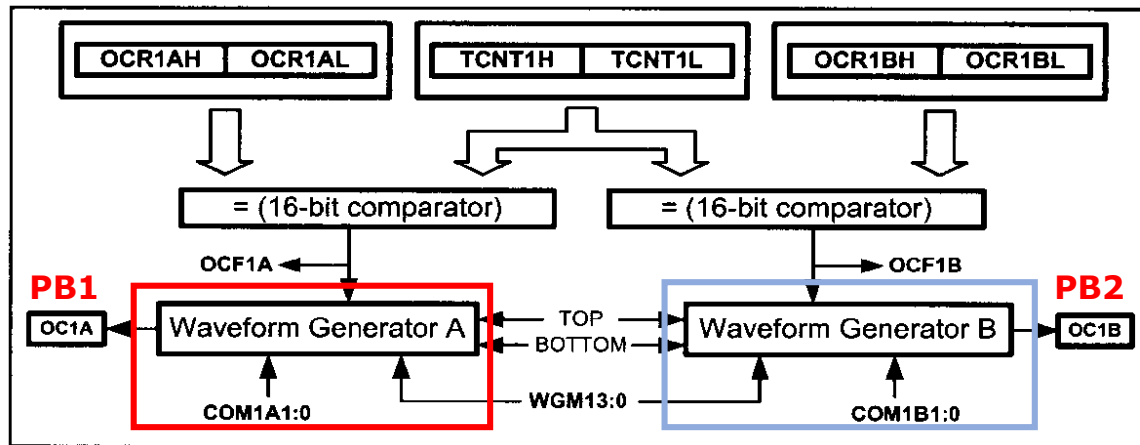 OCR1AH OCR1AL TCNT1H TCNT1L OCR1BH OCR1BL
= (16-bit comparator) = (16-bit comparator)
OCF1A OCF1B
PB1 PB2
OC1A Waveform Generator A TOP Waveform Generator B OC1B
BOTTOM
COM1A1:0 WGM13:0 COM1B1:0